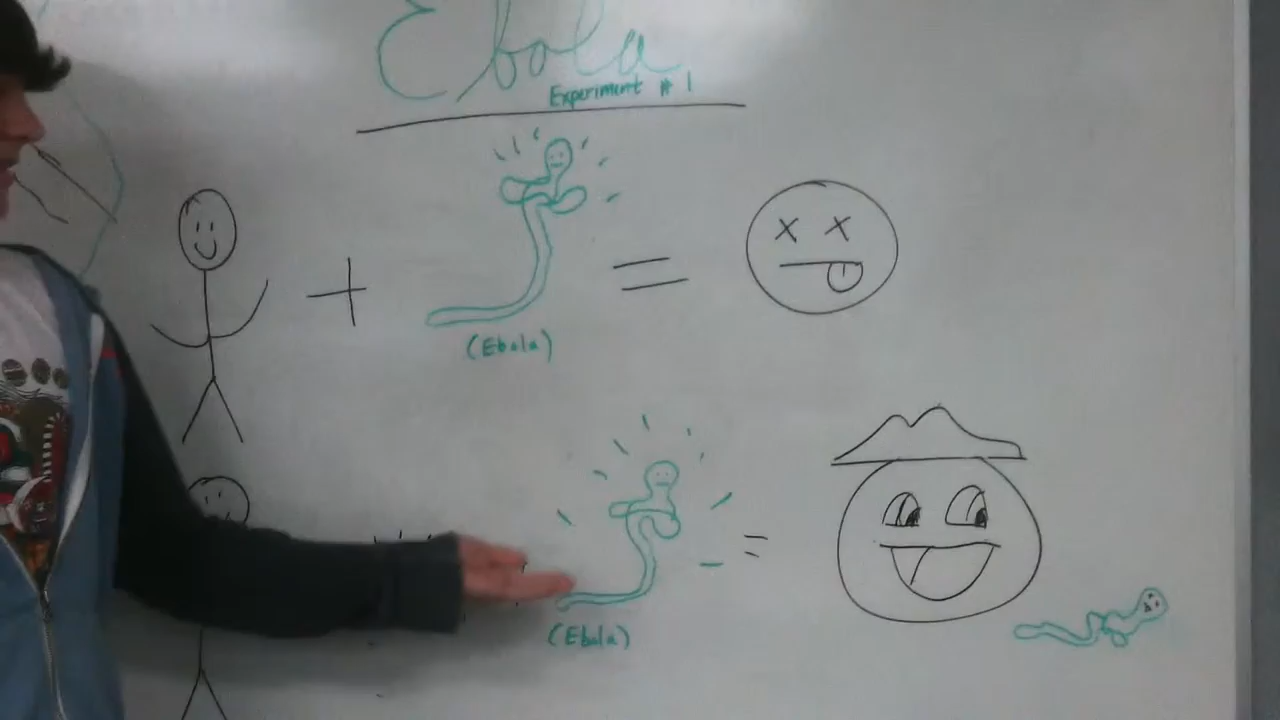 Ebola
Experiment # 1
+
=
x x
(Ebola)
=
(Ebola)